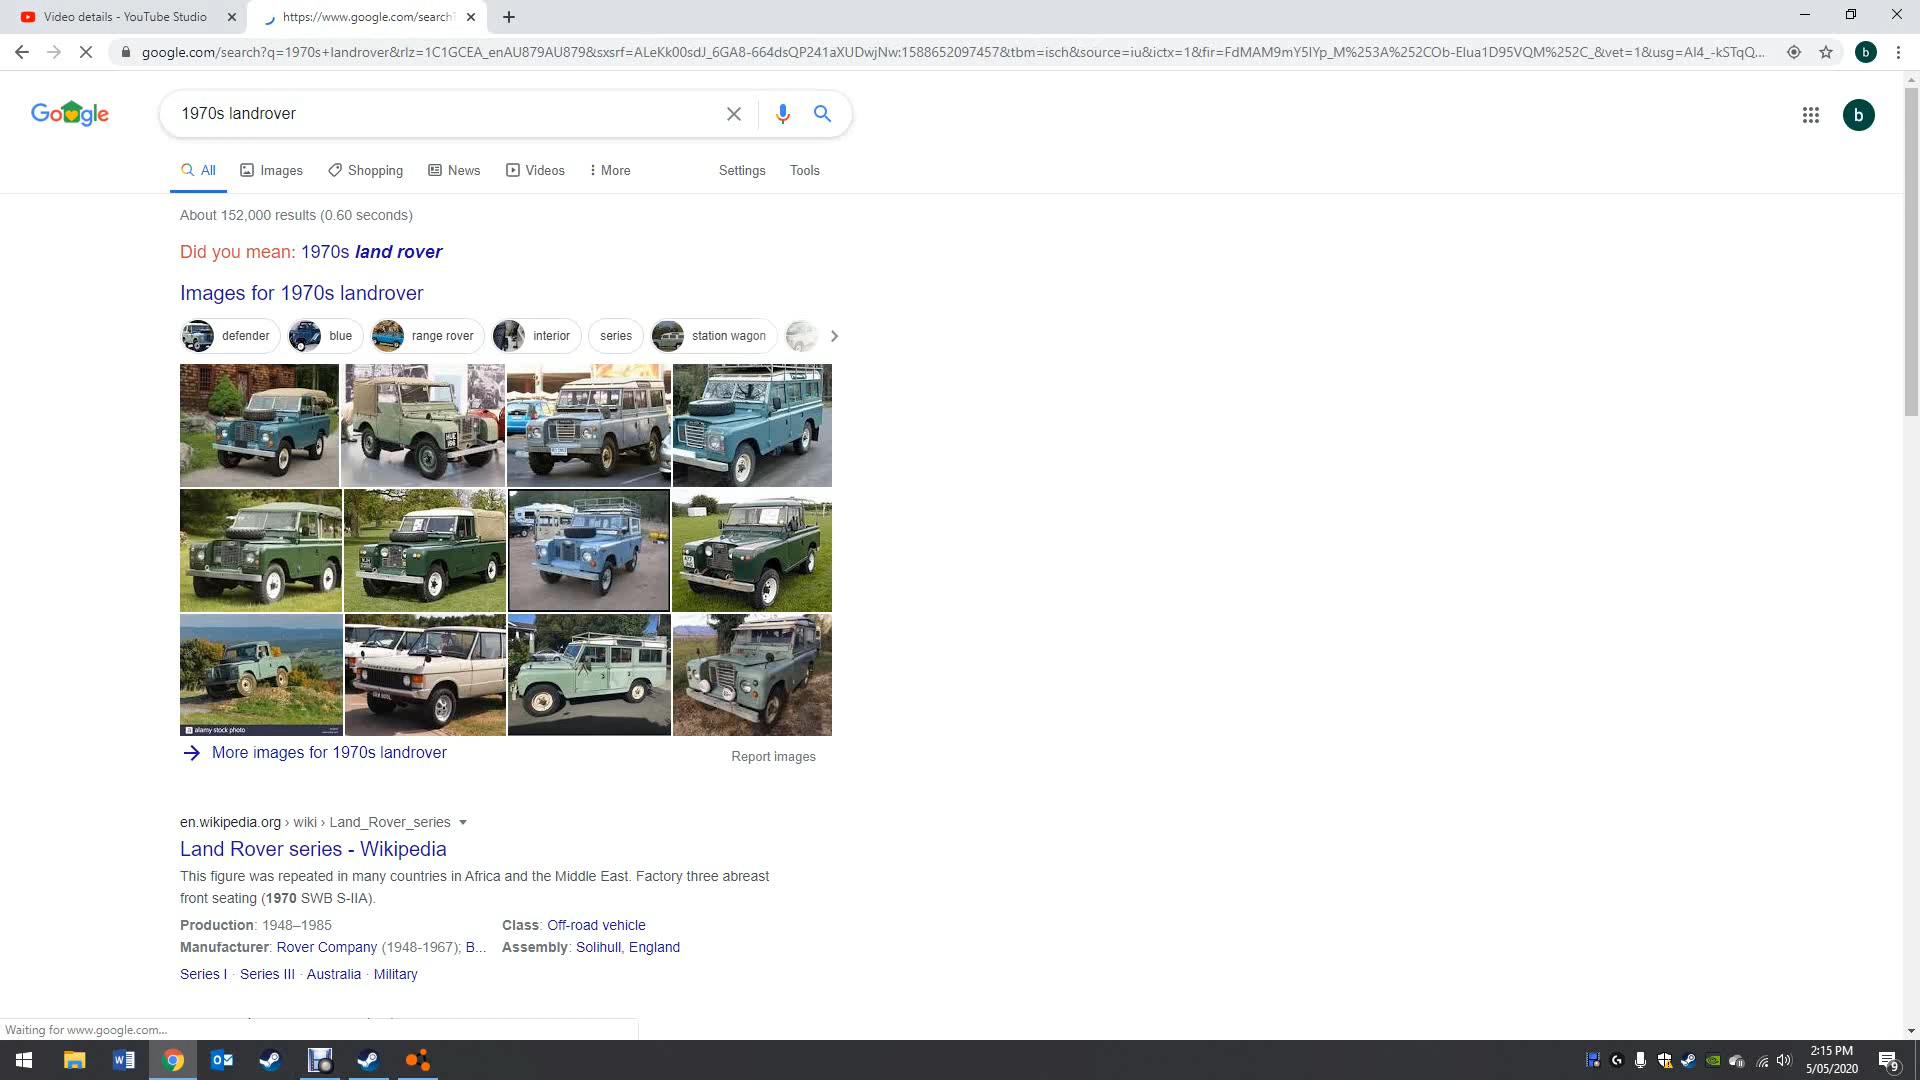 Video details - YouTube Studio
https://www.google.com/search?
google.com/search?q=1970s+landrover&rlz=1C1GCEA_enAU879AU879&sxsrf=ALeKk00sdJ_6GA8-664dsQP241aXUDwjNw:1588652097457&tbm=isch&source=iu&ictx=1&fir=FdMAM9mY5lYp_M%253A%252COb-Elua1D95VQM%252C_&vet=1&usg=AI4_-kSTqQ...
b
Google
1970s landrover
b
All Images Shopping News Videos More Settings Tools
About 152,000 results (0.60 seconds)
Did you mean: 1970s land rover
Images for 1970s landrover
defender blue range rover interior series station wagon
a alamy stock photo
More images for 1970s landrover
Report images
en.wikipedia.org › wiki › Land_Rover_series
Land Rover series - Wikipedia
This figure was repeated in many countries in Africa and the Middle East. Factory three abreast
front seating (1970 SWB S-IIA).
Production: 1948–1985 Class: Off-road vehicle
Manufacturer: Rover Company (1948-1967); B... Assembly: Solihull, England
Series I · Series III · Australia · Military
Waiting for www.google.com...
2:15 PM
5/05/2020
9